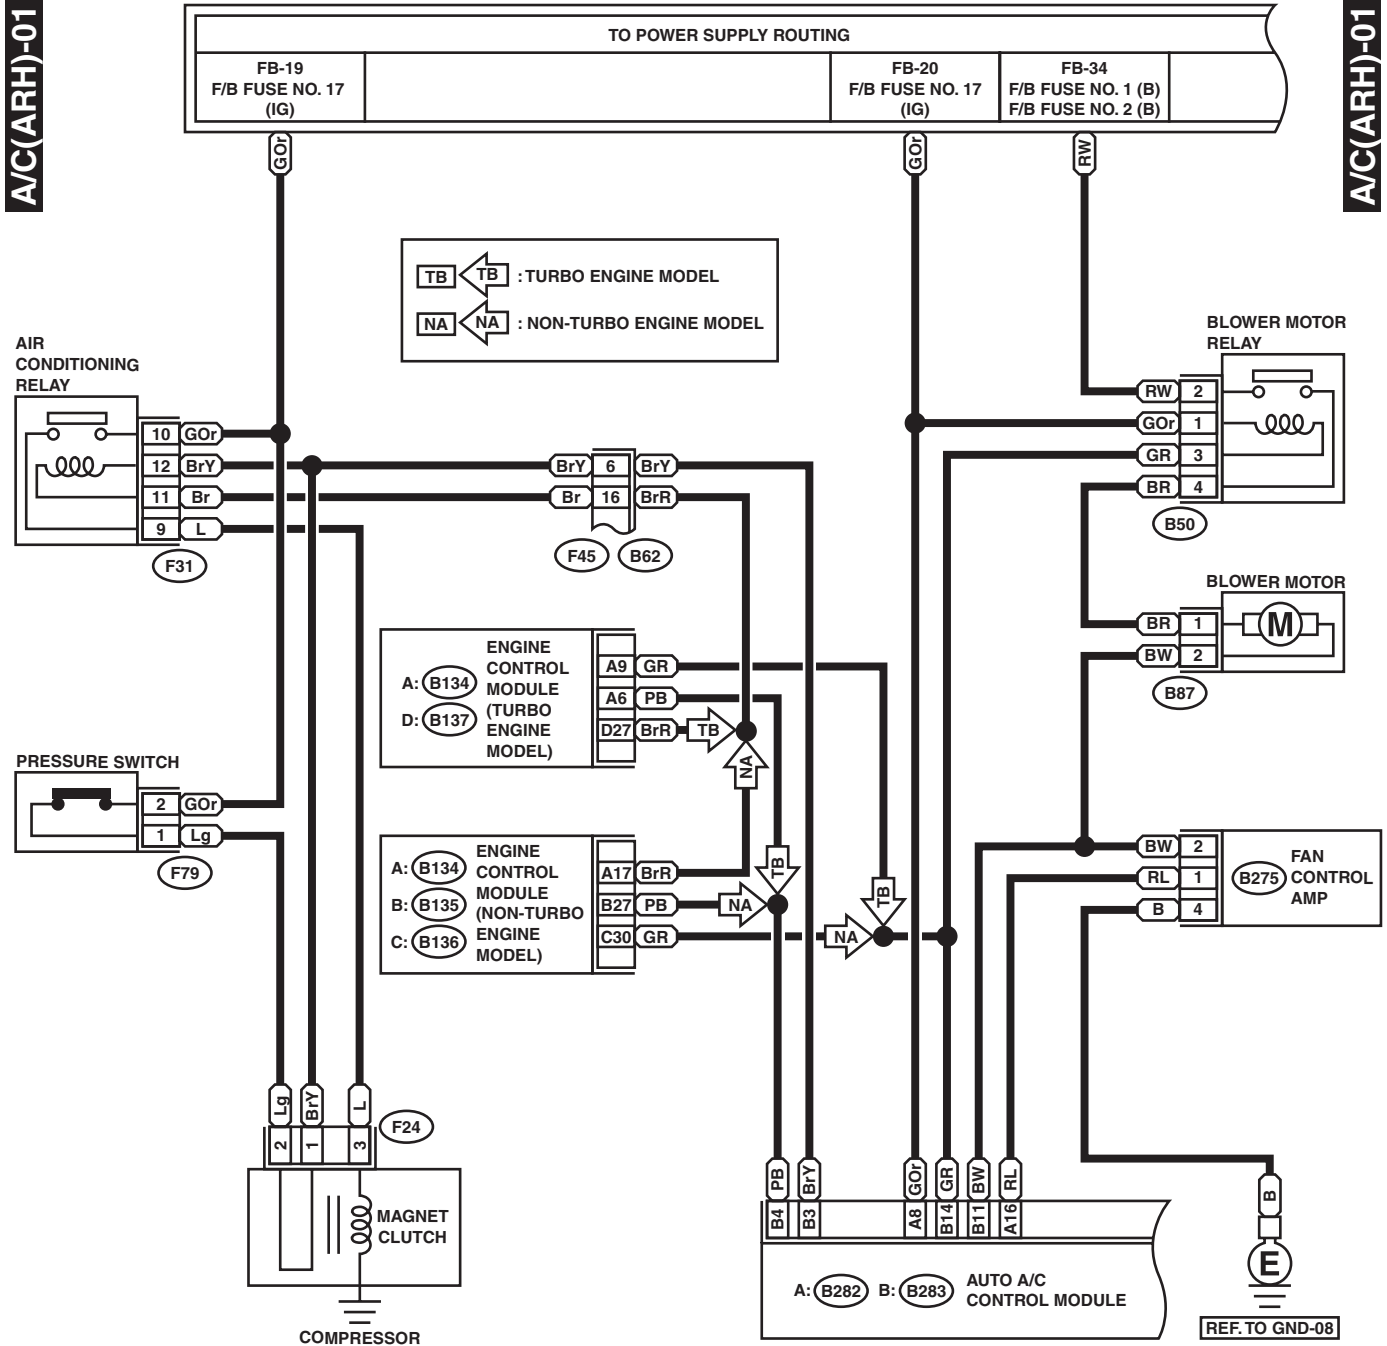 A/C(ARH)-01
A/C(ARH)-01
TO POWER SUPPLY ROUTING
FB-19
F/B FUSE NO. 17
(IG)
FB-20
F/B FUSE NO. 17
(IG)
FB-34
F/B FUSE NO. 1 (B)
F/B FUSE NO. 2 (B)
GOr
GOr
RW
TB TB : TURBO ENGINE MODEL
NA NA : NON-TURBO ENGINE MODEL
AIR
CONDITIONING
RELAY
10 GOr
12 BrY
11 Br
9 L
F31
BrY 6 BrY
Br 16 BrR
F45 B62
BLOWER MOTOR
RELAY
RW 2
GOr 1
GR 3
BR 4
B50
BLOWER MOTOR
BR 1
BW 2
M
B87
A: B134
D: B137
ENGINE
CONTROL
MODULE
(TURBO
ENGINE
MODEL)
A9 GR
A6 PB
D27 BrR
TB
NA
PRESSURE SWITCH
2 GOr
1 Lg
F79
A: B134
B: B135
C: B136
ENGINE
CONTROL
MODULE
(NON-TURBO
ENGINE
MODEL)
A17 BrR
B27 PB
C30 GR
TB
NA
TB
NA
BW 2
RL 1
B 4
B275
FAN
CONTROL
AMP
Lg BrY L
2 1 3
F24
MAGNET
CLUTCH
COMPRESSOR
PB BrY GOr GR BW RL
B4 B3 A8 B14 B11 A16
A: B282 B: B283
AUTO A/C
CONTROL MODULE
B
E
REF. TO GND-08